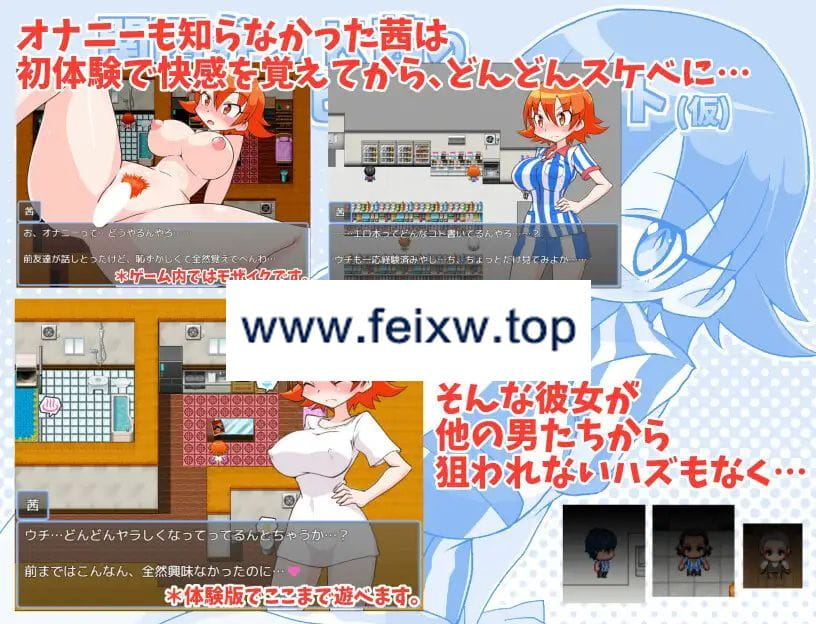 オナニーも知らなかった茜は
初体験で快感を覚えてから、どんどんスケベに…
ト(仮)
茜
お、オナニーって…どうやるんやろ…
前友達が話しとったけど、恥ずかしくて全然覚えてへんわ…
*ゲーム内ではモザイクです。
茜
……エロ本ってどんなコト書いてるんやろ……?
ウチも一応経験済みやし…ち、ちょっとだけ見てみよか……
www.feixw.top
そんな彼女が
他の男たちから
狙われないハズもなく…
茜
ウチ…どんどんヤラしくなってってるんとちゃうか…?
前まではこんなん、全然興味なかったのに…
*体験版でここまで遊べます。